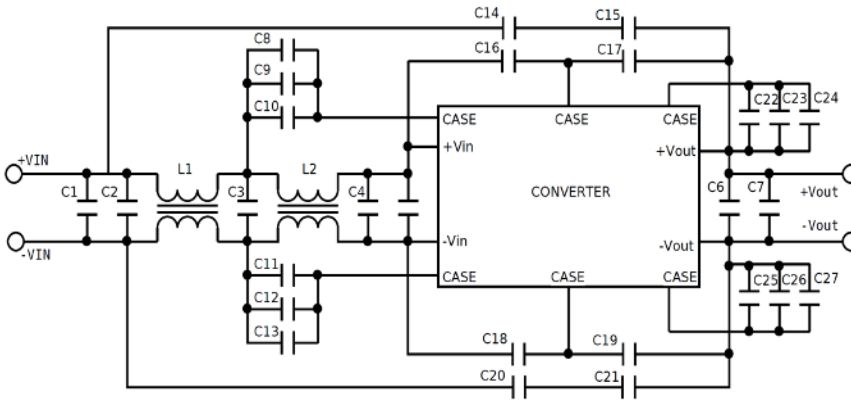 C14 C15
C8 C16 C17
C9
C10
C22 C23 C24
CASE CASE CASE
+Vin +Vout
+VIN L1 L2
C1 C2 C3 C4 CONVERTER C6 C7 +Vout
-Vout
-VIN -Vin -Vout
C11 CASE CASE CASE C25 C26 C27
C12
C13
C18 C19
C20 C21